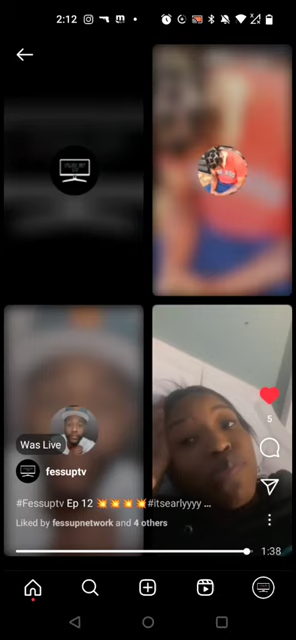 2:12
Was Live
fessuptv
5
#Fessuptv Ep 12 💥💥💥💥#itsearlyyyy ...
Liked by fessupnetwork and 4 others
1:38